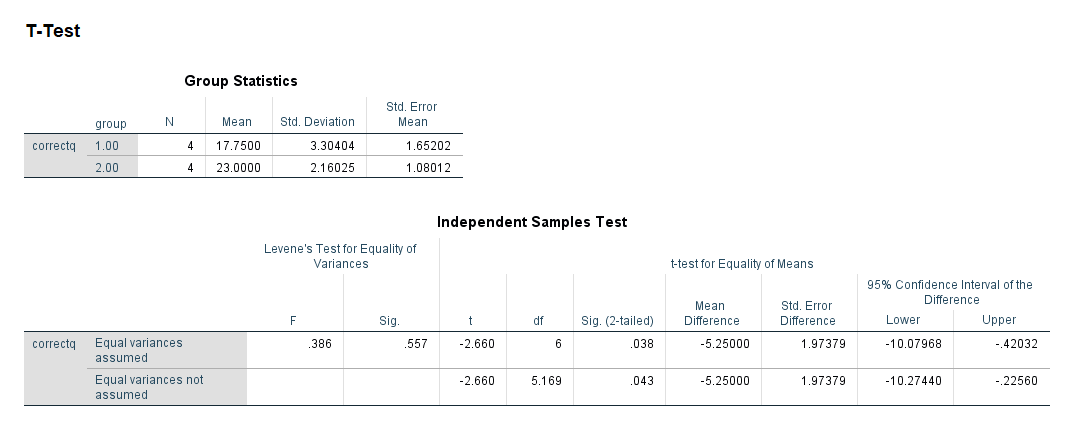 T-Test
Group Statistics
group N Mean Std. Deviation Std. Error Mean
correctq 1.00 4 17.7500 3.30404 1.65202
2.00 4 23.0000 2.16025 1.08012
Independent Samples Test
Levene's Test for Equality of Variances t-test for Equality of Means
95% Confidence Interval of the Difference
F Sig. t df Sig. (2-tailed) Mean Difference Std. Error Difference Lower Upper
correctq Equal variances assumed .386 .557 -2.660 6 .038 -5.25000 1.97379 -10.07968 -.42032
Equal variances not assumed -2.660 5.169 .043 -5.25000 1.97379 -10.27440 -.22560